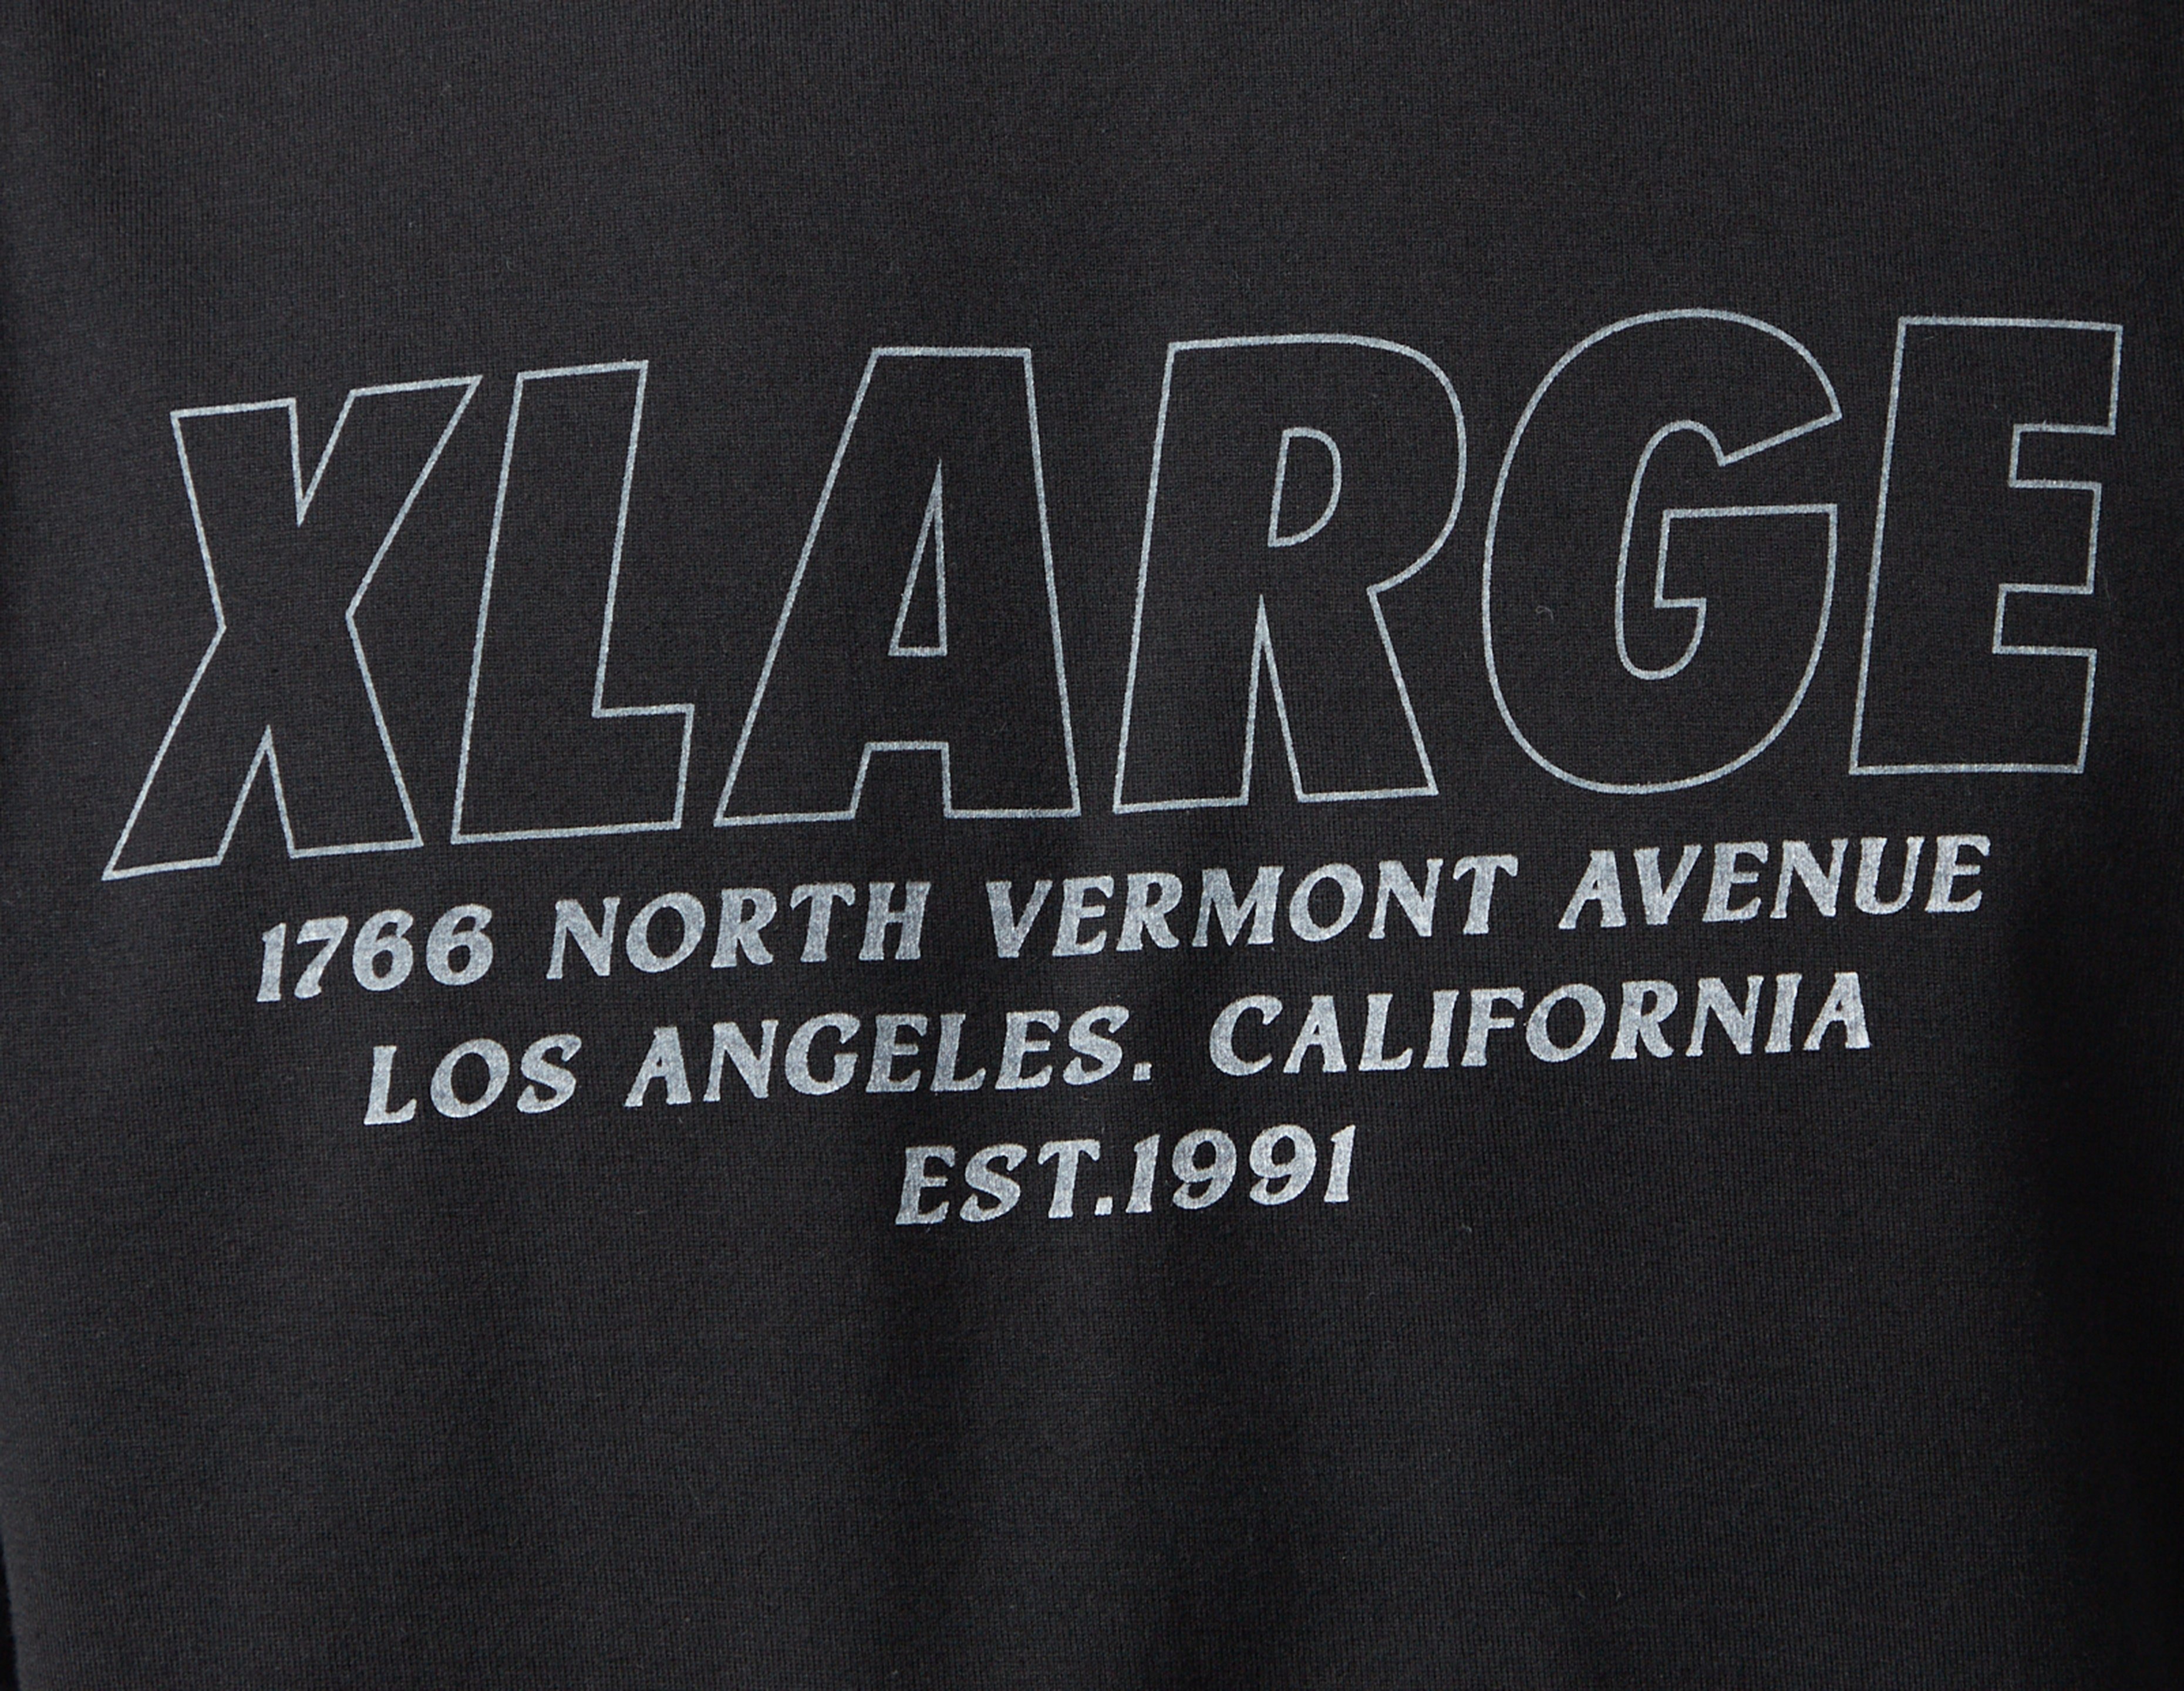 XLARGE
1766 NORTH VERMONT AVENUE
LOS ANGELES. CALIFORNIA
EST.1991